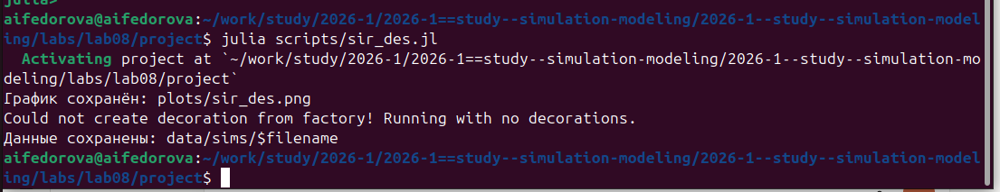 julia>
aifedorova@aifedorova:~/work/study/2026-1/2026-1==study--simulation-modeling/2026-1--study--simulation-model
ing/labs/lab08/project$ julia scripts/sir_des.jl
  Activating project at `~/work/study/2026-1/2026-1==study--simulation-modeling/2026-1--study--simulation-mo
deling/labs/lab08/project`
График сохранён: plots/sir_des.png
Could not create decoration from factory! Running with no decorations.
Данные сохранены: data/sims/$filename
aifedorova@aifedorova:~/work/study/2026-1/2026-1==study--simulation-modeling/2026-1--study--simulation-model
ing/labs/lab08/project$